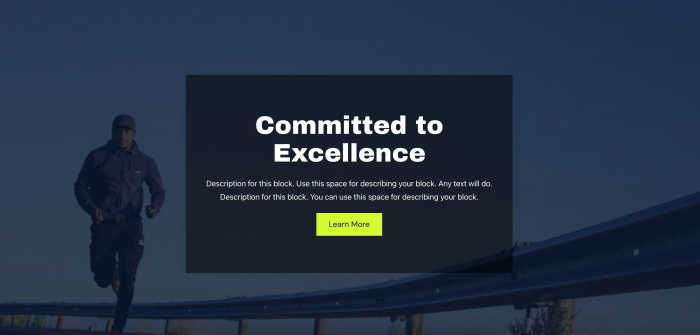 Committed to
Excellence
Description for this block. Use this space for describing your block. Any text will do.
Description for this block. You can use this space for describing your block.
Learn More